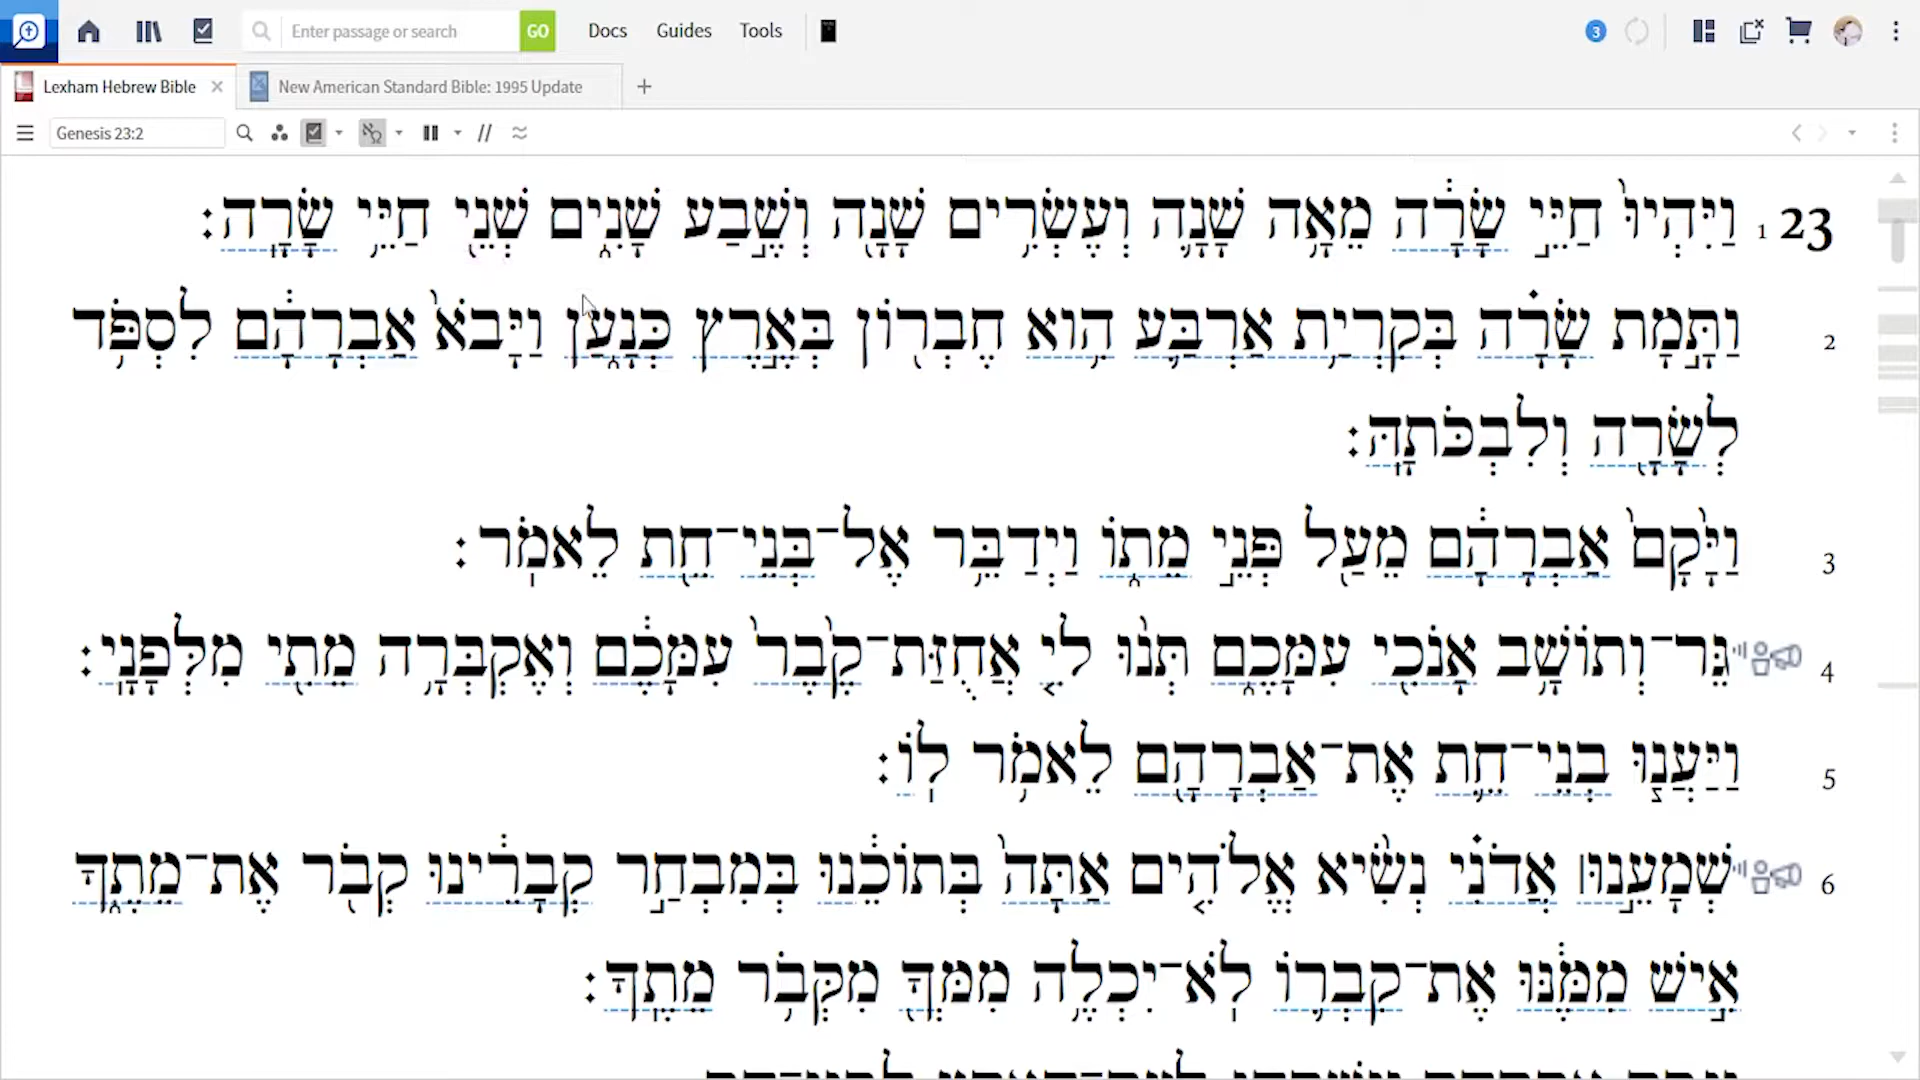 Enter passage or search GO Docs Guides Tools 3
Lexham Hebrew Bible New American Standard Bible: 1995 Update
Genesis 23:2
23 1 וַיִּהְיוּ֙ חַיֵּ֣י שָׂרָ֔ה מֵאָ֥ה שָׁנָ֛ה וְעֶשְׂרִ֥ים שָׁנָ֖ה וְשֶׁ֣בַע שָׁנִ֑ים שְׁנֵ֖י חַיֵּ֥י שָׂרָֽה׃
2 וַתָּ֣מָת שָׂרָ֗ה בְּקִרְיַ֥ת אַרְבַּ֛ע הִ֥וא חֶבְר֖וֹן בְּאֶ֣רֶץ כְּנָ֑עַן וַיָּבֹא֙ אַבְרָהָ֔ם לִסְפֹּ֥ד
לְשָׂרָ֖ה וְלִבְכֹּתָֽהּ׃
3 וַיָּ֙קָם֙ אַבְרָהָ֔ם מֵעַ֖ל פְּנֵ֣י מֵת֑וֹ וַיְדַבֵּ֥ר אֶל־בְּנֵי־חֵ֖ת לֵאמֹֽר׃
4 גֵּר־וְתוֹשָׁ֥ב אָנֹכִ֖י עִמָּכֶ֑ם תְּנ֨וּ לִ֤י אֲחֻזַּת־קֶ֙בֶר֙ עִמָּכֶ֔ם וְאֶקְבְּרָ֥ה מֵתִ֖י מִלְּפָנָֽי׃
5 וַיַּעֲנ֧וּ בְנֵי־חֵ֛ת אֶת־אַבְרָהָ֖ם לֵאמֹ֥ר לֽוֹ׃
6 שְׁמָעֵ֣נוּ׀ אֲדֹנִ֗י נְשִׂ֨יא אֱלֹהִ֤ים אַתָּה֙ בְּתוֹכֵ֔נוּ בְּמִבְחַ֣ר קְבָרֵ֔ינוּ קְבֹ֖ר אֶת־מֵתֶ֑ךָ
אִ֣ישׁ מִמֶּ֔נּוּ אֶת־קִבְר֛וֹ לֹֽא־יִכְלֶ֥ה מִמְּךָ֖ מִקְּבֹ֥ר מֵתֶֽךָ׃